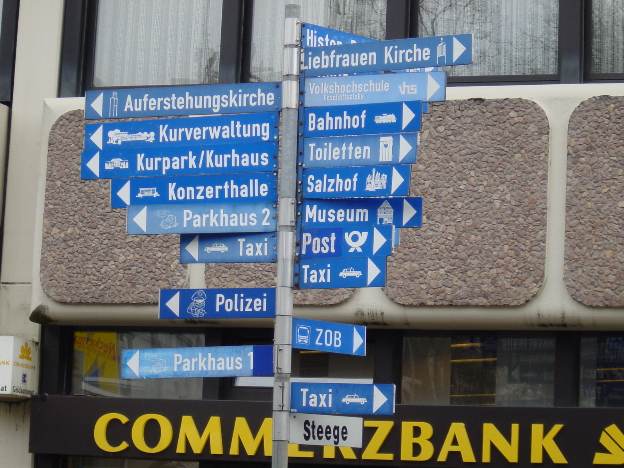 Liebfrauen Kirche
Auferstehungskirche
Volkshochschule
vhs
Kurverwaltung
Bahnhof
Kurpark/Kurhaus
Toiletten
Konzerthalle
Salzhof
Parkhaus 2
Museum
Taxi
Post
Taxi
Polizei
ZOB
Parkhaus 1
Taxi
Steege
COMMERZBANK
BANK